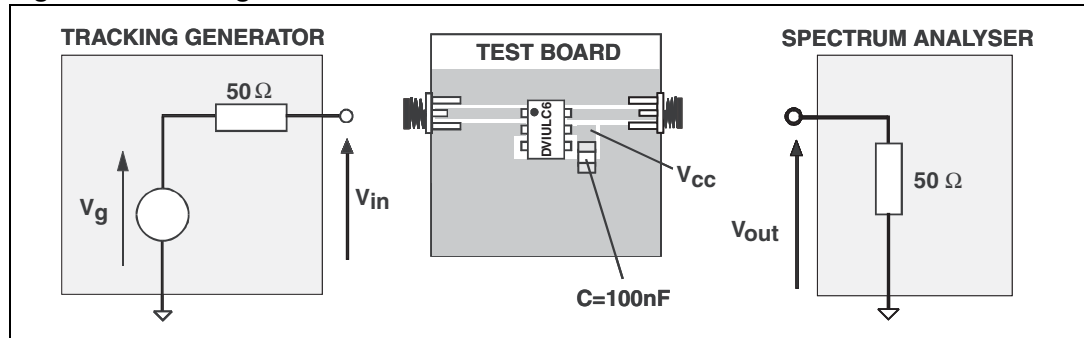 TRACKING GENERATOR
50 Ω
Vg
Vin
TEST BOARD
DVIULC6
Vcc
C=100nF
SPECTRUM ANALYSER
50 Ω
Vout